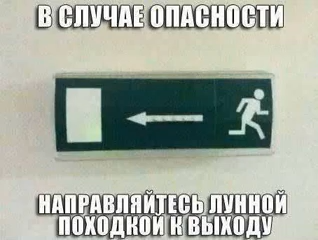 В СЛУЧАЕ ОПАСНОСТИ
НАПРАВЛЯЙТЕСЬ ЛУННОЙ
ПОХОДКОЙ К ВЫХОДУ